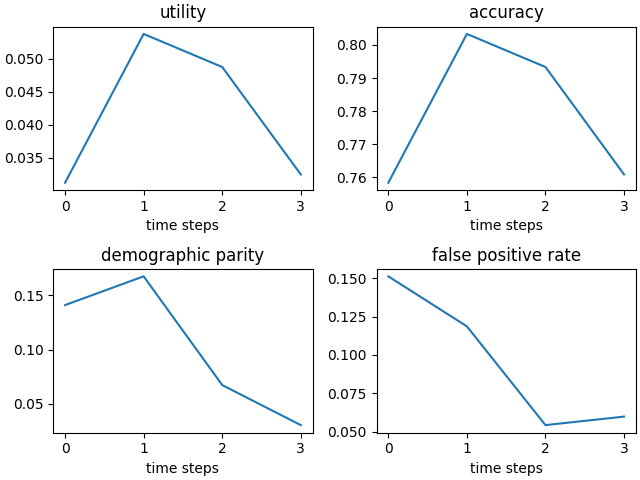 utility
0.050
0.045
0.040
0.035
0 1 2 3
time steps
accuracy
0.80
0.79
0.78
0.77
0.76
0 1 2 3
time steps
demographic parity
0.15
0.10
0.05
0 1 2 3
time steps
false positive rate
0.150
0.125
0.100
0.075
0.050
0 1 2 3
time steps